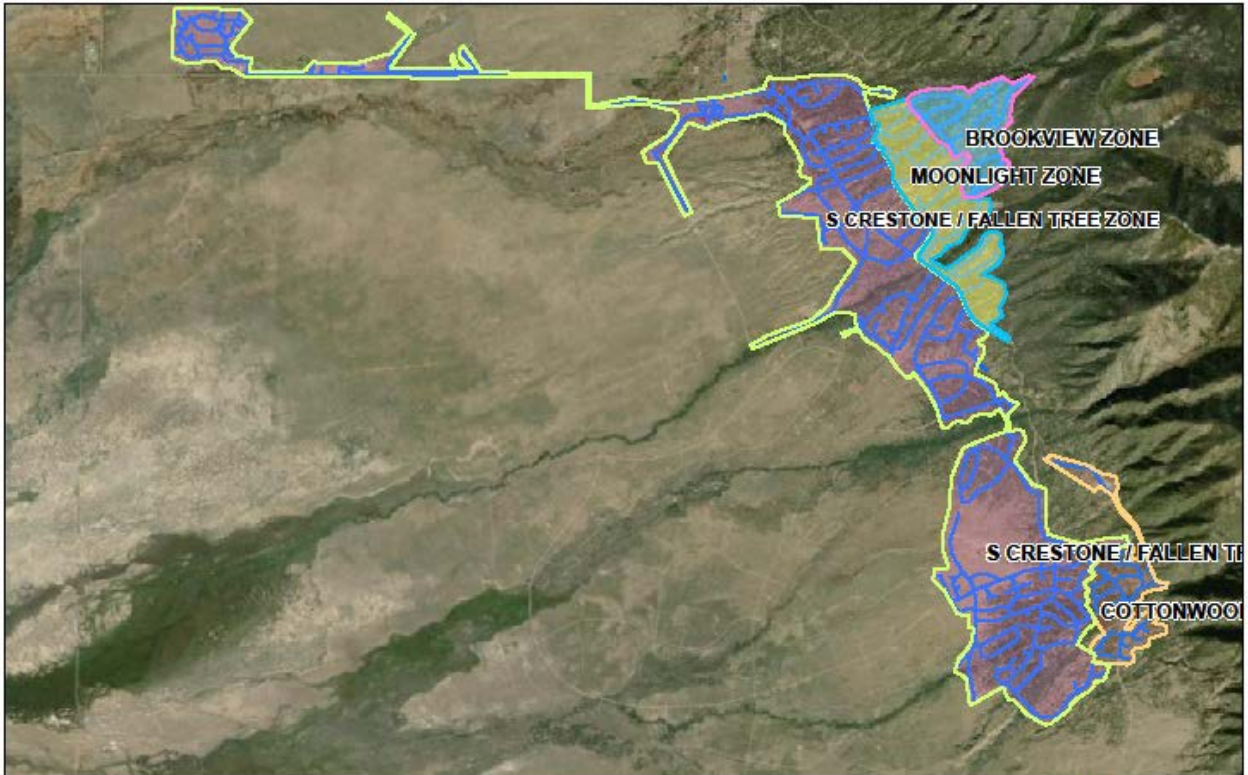 BROOKVIEW ZONE
MOONLIGHT ZONE
S CRESTONE / FALLEN TREE ZONE
S CRESTONE / FALLEN TR
COTTONWOO